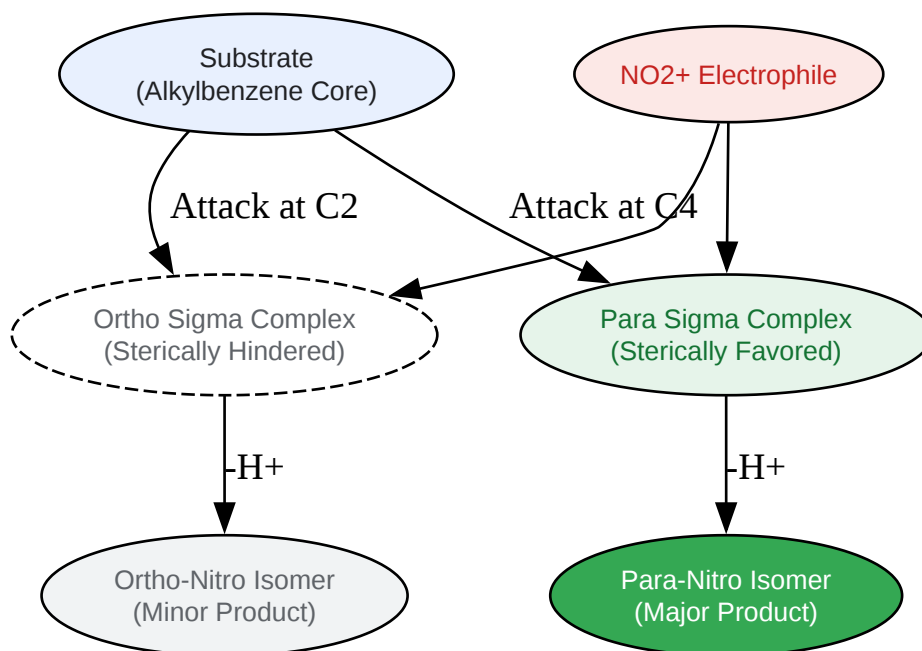 Substrate
(Alkylbenzene Core)
NO2+ Electrophile
Attack at C2
Attack at C4
Ortho Sigma Complex
(Sterically Hindered)
Para Sigma Complex
(Sterically Favored)
-H+
-H+
Ortho-Nitro Isomer
(Minor Product)
Para-Nitro Isomer
(Major Product)